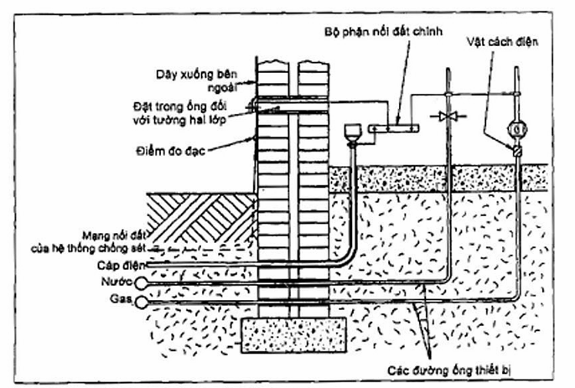 Bộ phận nối đất chính
Vật cách điện
Dây xuống bên
ngoài
Đặt trong ống đối
với tường hai lớp
Điểm đo đạc
Mạng nối đất
của hệ thống chống sét
Cáp điện
Nước
Gas
Các đường ống thiết bị